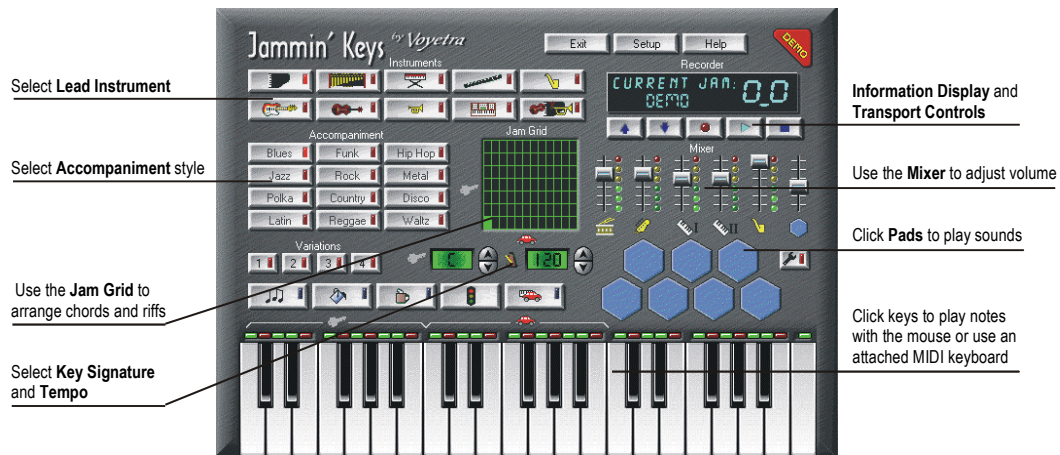 Jammin' Keys by Voyetra
Exit
Setup
Help
DEMO
Instruments
Recorder
CURRENT JAM:
DEMO
0_0
Accompaniment
Blues
Funk
Hip Hop
Jazz
Rock
Metal
Polka
Country
Disco
Latin
Reggae
Waltz
Jam Grid
Mixer
I
II
Variations
1
2
3
4
C
120
Select Lead Instrument
Select Accompaniment style
Use the Jam Grid to
arrange chords and riffs
Select Key Signature
and Tempo
Information Display and
Transport Controls
Use the Mixer to adjust volume
Click Pads to play sounds
Click keys to play notes
with the mouse or use an
attached MIDI keyboard